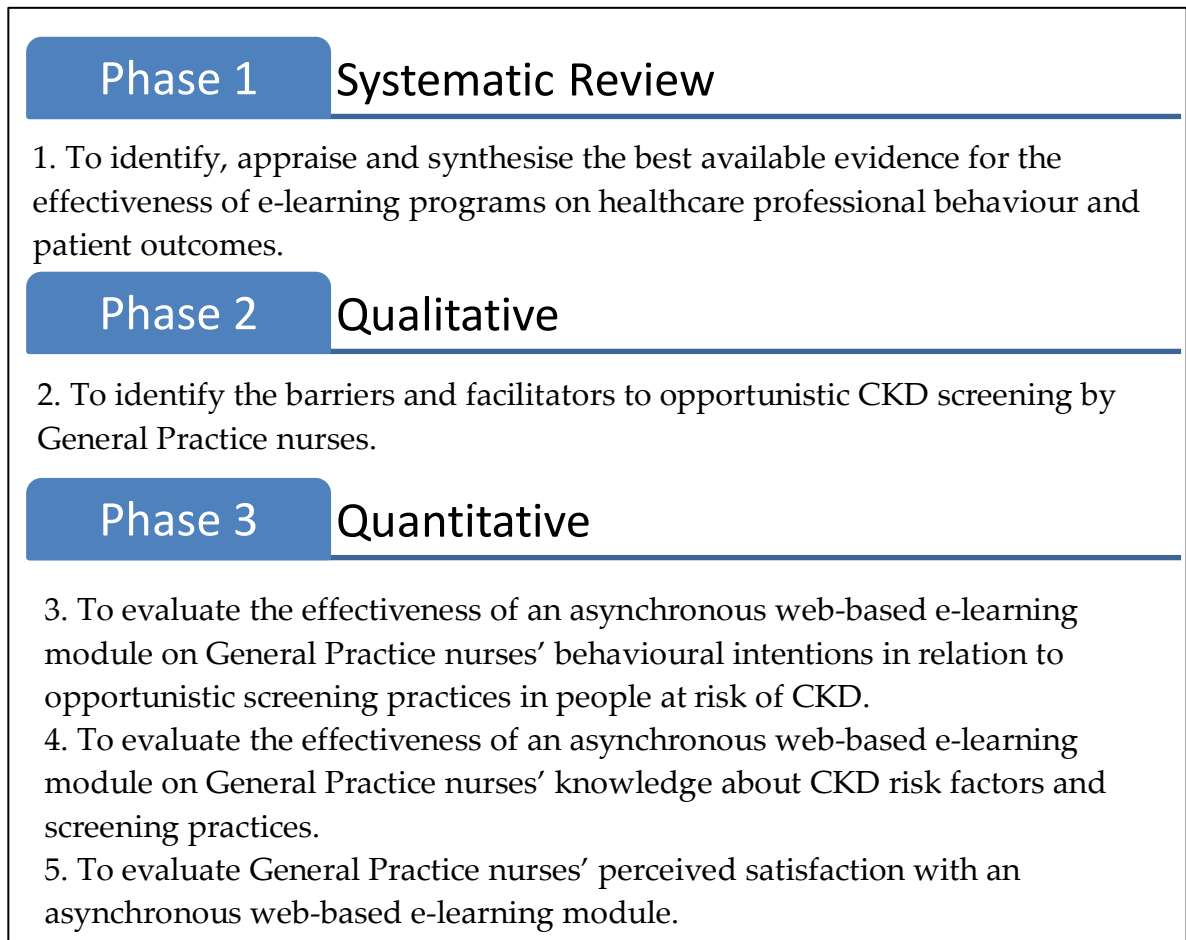 Phase 1 Systematic Review
1. To identify, appraise and synthesise the best available evidence for the
effectiveness of e-learning programs on healthcare professional behaviour and
patient outcomes.
Phase 2 Qualitative
2. To identify the barriers and facilitators to opportunistic CKD screening by
General Practice nurses.
Phase 3 Quantitative
3. To evaluate the effectiveness of an asynchronous web-based e-learning
module on General Practice nurses’ behavioural intentions in relation to
opportunistic screening practices in people at risk of CKD.
4. To evaluate the effectiveness of an asynchronous web-based e-learning
module on General Practice nurses’ knowledge about CKD risk factors and
screening practices.
5. To evaluate General Practice nurses’ perceived satisfaction with an
asynchronous web-based e-learning module.